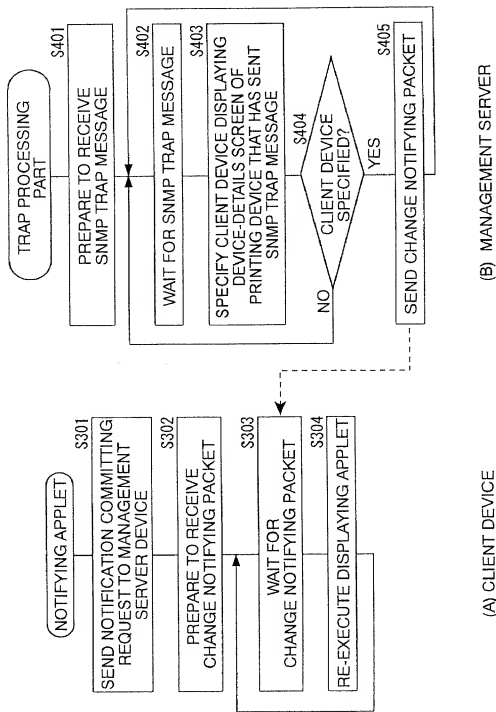 NOTIFYING APPLET
S301
SEND NOTIFICATION COMMITTING
REQUEST TO MANAGEMENT
SERVER DEVICE
S302
PREPARE TO RECEIVE
CHANGE NOTIFYING PACKET
S303
WAIT FOR
CHANGE NOTIFYING PACKET
S304
RE-EXECUTE DISPLAYING APPLET
(A) CLIENT DEVICE
TRAP PROCESSING
PART
S401
PREPARE TO RECEIVE
SNMP TRAP MESSAGE
S402
WAIT FOR SNMP TRAP MESSAGE
S403
SPECIFY CLIENT DEVICE DISPLAYING
DEVICE-DETAILS SCREEN OF
PRINTING DEVICE THAT HAS SENT
SNMP TRAP MESSAGE
S404
CLIENT DEVICE
SPECIFIED?
NO
YES
S405
SEND CHANGE NOTIFYING PACKET
(B) MANAGEMENT SERVER